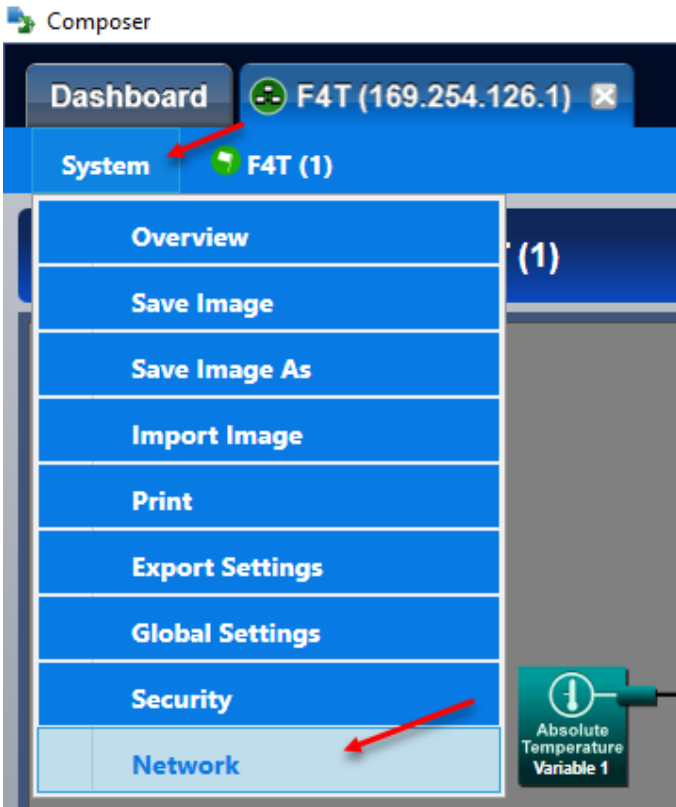 Composer
Dashboard F4T (169.254.126.1)
System F4T (1)
Overview
(1)
Save Image
Save Image As
Import Image
Print
Export Settings
Global Settings
Security
Network
Absolute
Temperature
Variable 1